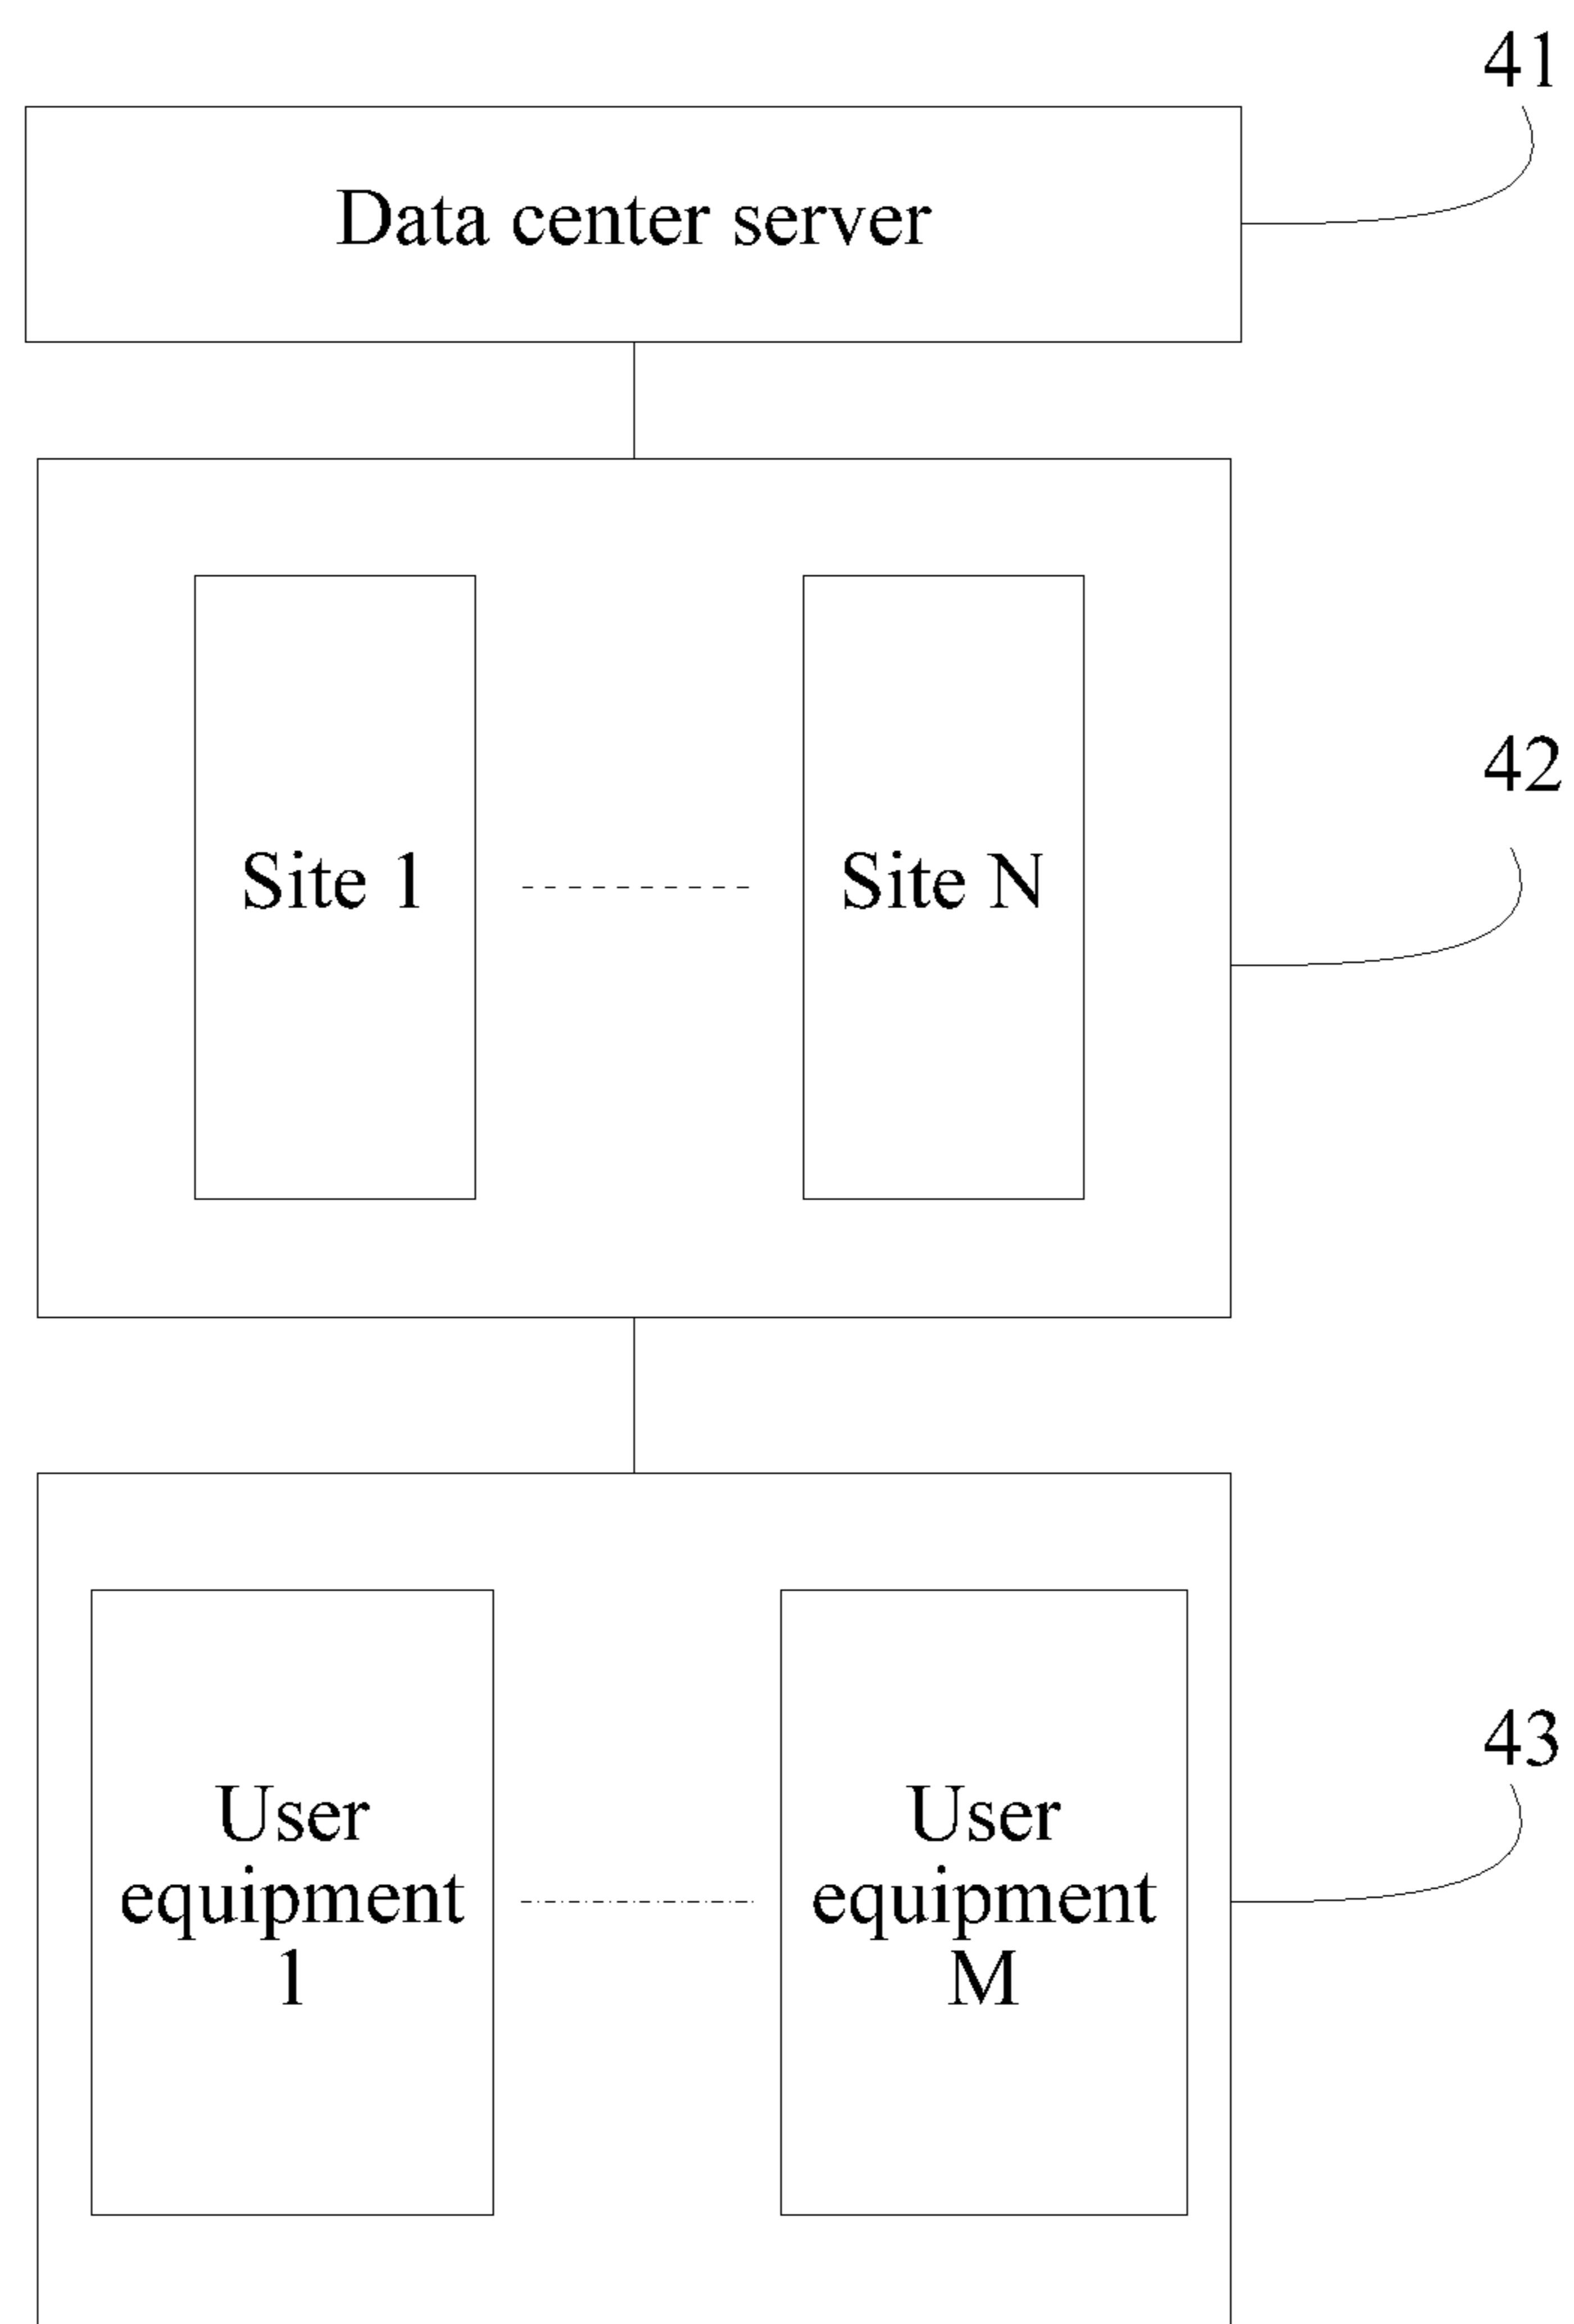 41
Data center server
42
Site 1
Site N
43
User
equipment
1
User
equipment
M